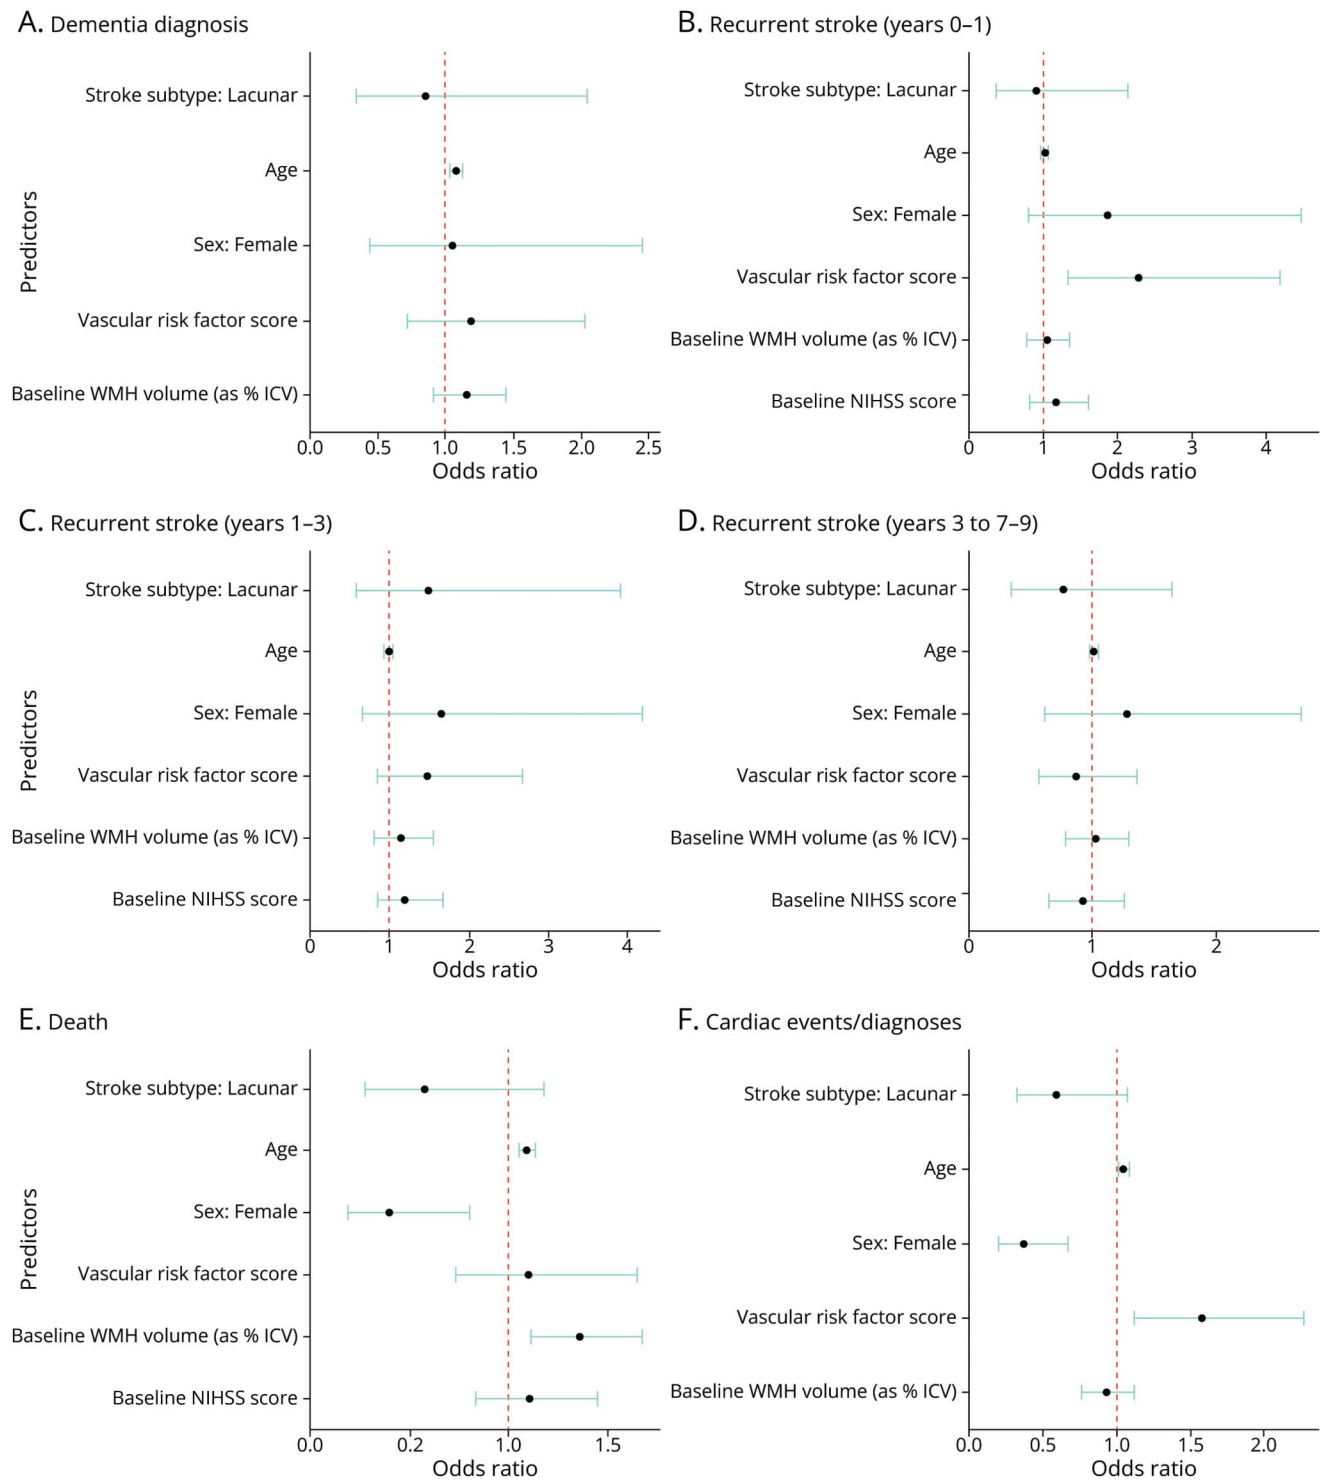 A. Dementia diagnosis
Predictors
Stroke subtype: Lacunar
Age
Sex: Female
Vascular risk factor score
Baseline WMH volume (as % ICV)
0.0 0.5 1.0 1.5 2.0 2.5
Odds ratio
B. Recurrent stroke (years 0–1)
Stroke subtype: Lacunar
Age
Sex: Female
Vascular risk factor score
Baseline WMH volume (as % ICV)
Baseline NIHSS score
0 1 2 3 4
Odds ratio
C. Recurrent stroke (years 1–3)
Predictors
Stroke subtype: Lacunar
Age
Sex: Female
Vascular risk factor score
Baseline WMH volume (as % ICV)
Baseline NIHSS score
0 1 2 3 4
Odds ratio
D. Recurrent stroke (years 3 to 7–9)
Stroke subtype: Lacunar
Age
Sex: Female
Vascular risk factor score
Baseline WMH volume (as % ICV)
Baseline NIHSS score
0 1 2
Odds ratio
E. Death
Predictors
Stroke subtype: Lacunar
Age
Sex: Female
Vascular risk factor score
Baseline WMH volume (as % ICV)
Baseline NIHSS score
0.0 0.2 1.0 1.5
Odds ratio
F. Cardiac events/diagnoses
Stroke subtype: Lacunar
Age
Sex: Female
Vascular risk factor score
Baseline WMH volume (as % ICV)
0.0 0.5 1.0 1.5 2.0
Odds ratio